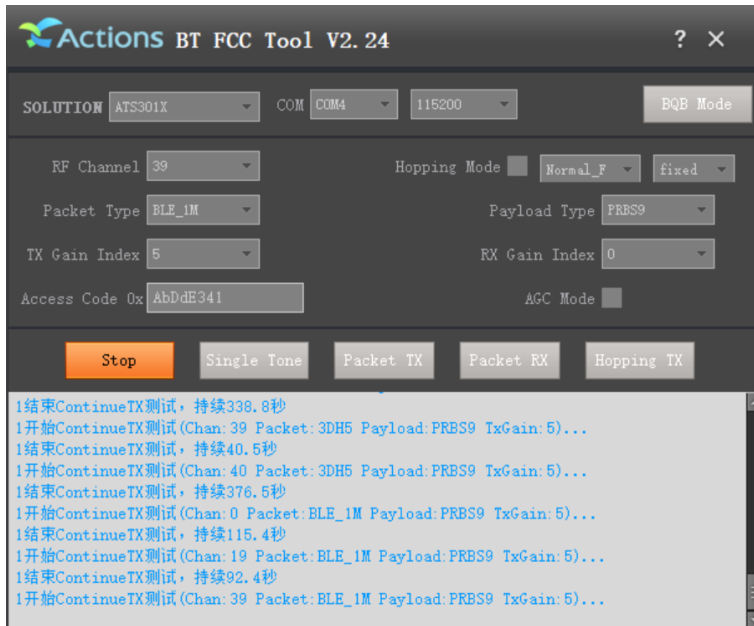 Actions BT FCC Tool V2.24 ? ×
SOLUTION ATS301X COM COM4 115200 BQB Mode
RF Channel 39 Hopping Mode Normal_F fixed
Packet Type BLE_1M Payload Type PRBS9
TX Gain Index 5 RX Gain Index 0
Access Code 0x AbDdE341 AGC Mode
Stop Single Tone Packet TX Packet RX Hopping TX
1结束ContinueTX测试，持续338.8秒
1开始ContinueTX测试(Chan:39 Packet:3DH5 Payload:PRBS9 TxGain:5)...
1结束ContinueTX测试，持续40.5秒
1开始ContinueTX测试(Chan:40 Packet:3DH5 Payload:PRBS9 TxGain:5)...
1结束ContinueTX测试，持续376.5秒
1开始ContinueTX测试(Chan:0 Packet:BLE_1M Payload:PRBS9 TxGain:5)...
1结束ContinueTX测试，持续115.4秒
1开始ContinueTX测试(Chan:19 Packet:BLE_1M Payload:PRBS9 TxGain:5)...
1结束ContinueTX测试，持续92.4秒
1开始ContinueTX测试(Chan:39 Packet:BLE_1M Payload:PRBS9 TxGain:5)...